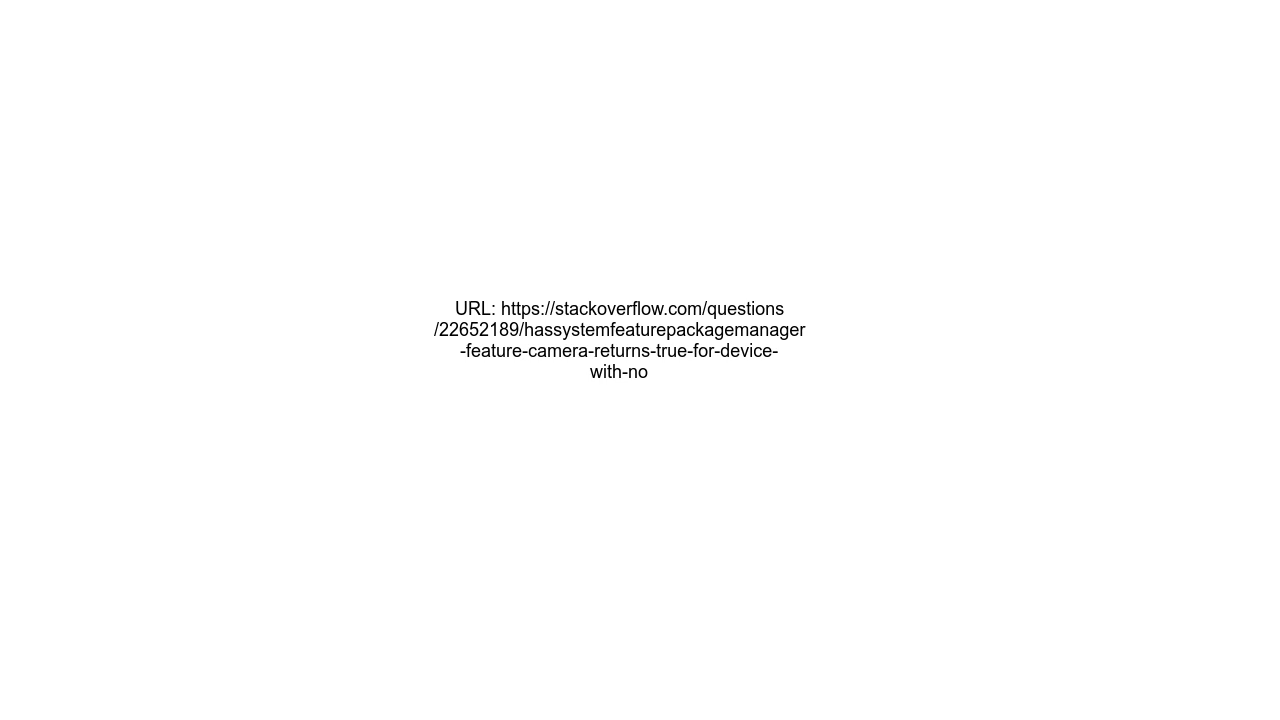 URL: https://stackoverflow.com/questions
/22652189/hassystemfeaturepackagemanager
-feature-camera-returns-true-for-device-
with-no